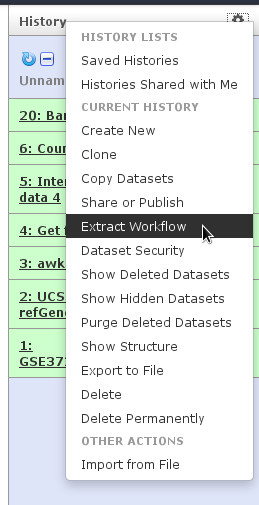 History
HISTORY LISTS
Saved Histories
Histories Shared with Me
CURRENT HISTORY
Create New
Clone
Copy Datasets
Share or Publish
Extract Workflow
Dataset Security
Show Deleted Datasets
Show Hidden Datasets
Purge Deleted Datasets
Show Structure
Export to File
Delete
Delete Permanently
OTHER ACTIONS
Import from File
Unnam
20: Ba
6: Cour
5: Inter
data 4
4: Get
3: awk
2: UCS
refGen
1:
GSE37